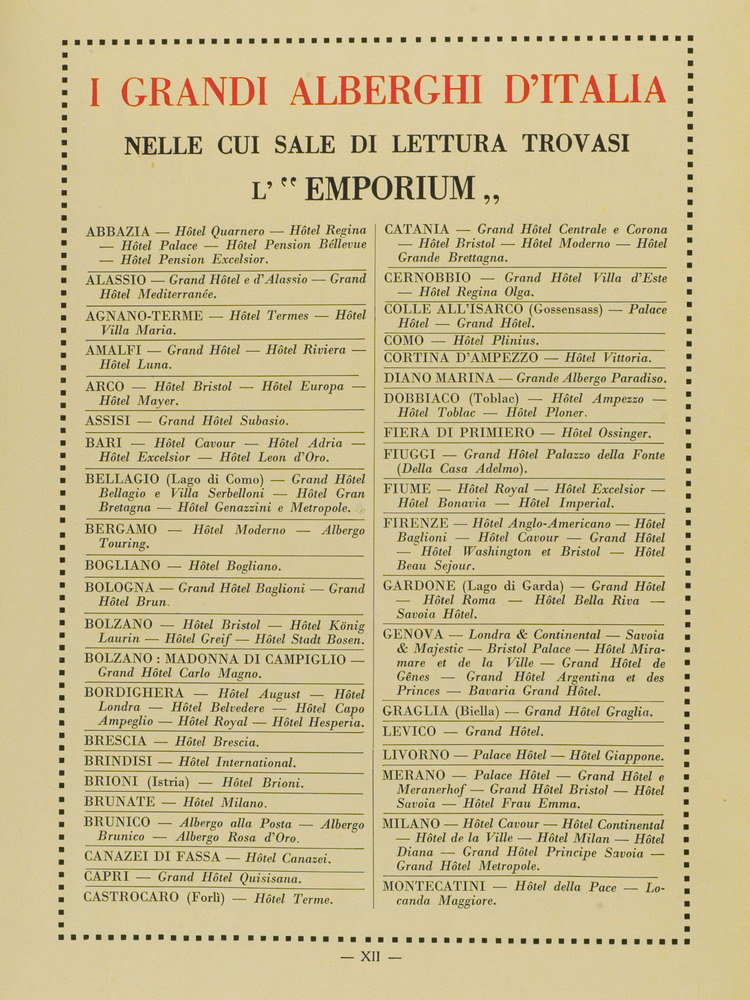 I GRANDI ALBERGHI D'ITALIA
NELLE CUI SALE DI LETTURA TROVASI
L' “ EMPORIUM „
ABBAZIA — Hôtel Quarnero — Hôtel Regina
— Hôtel Palace — Hôtel Pension Béllevue
— Hôtel Pension Excelsior.
ALASSIO — Grand Hôtel e d'Alassio — Grand
Hôtel Mediterranée.
AGNANO-TERME — Hôtel Termes — Hôtel
Villa Maria.
AMALFI — Grand Hôtel — Hôtel Riviera —
Hôtel Luna.
ARCO — Hôtel Bristol — Hôtel Europa —
Hôtel Mayer.
ASSISI — Grand Hôtel Subasio.
BARI — Hôtel Cavour — Hôtel Adria —
Hôtel Excelsior — Hôtel Leon d'Oro.
BELLAGIO (Lago di Como) — Grand Hôtel
Bellagio e Villa Serbelloni — Hôtel Gran
Bretagna — Hôtel Genazzini e Metropole.
BERGAMO — Hôtel Moderno — Albergo
Touring.
BOGLIANO — Hôtel Bogliano.
BOLOGNA — Grand Hôtel Baglioni — Grand
Hôtel Brun.
BOLZANO — Hôtel Bristol — Hôtel König
Laurin — Hôtel Greif — Hôtel Stadt Bosen.
BOLZANO : MADONNA DI CAMPIGLIO —
Grand Hôtel Carlo Magno.
BORDIGHERA — Hôtel August — Hôtel
Londra — Hôtel Belvedere — Hôtel Capo
Ampeglio — Hôtel Royal — Hôtel Hesperia.
BRESCIA — Hôtel Brescia.
BRINDISI — Hôtel International.
BRIONI (Istria) — Hôtel Brioni.
BRUNATE — Hôtel Milano.
BRUNICO — Albergo alla Posta — Albergo
Brunico — Albergo Rosa d'Oro.
CANAZEI DI FASSA — Hôtel Canazei.
CAPRI — Grand Hôtel Quisisana.
CASTROCARO (Forlì) — Hôtel Terme.
CATANIA — Grand Hôtel Centrale e Corona
— Hôtel Bristol — Hôtel Moderno — Hôtel
Grande Brettagna.
CERNOBBIO — Grand Hôtel Villa d'Este
— Hôtel Regina Olga.
COLLE ALL'ISARCO (Gossensass) — Palace
Hôtel — Grand Hôtel.
COMO — Hôtel Plinius.
CORTINA D'AMPEZZO — Hôtel Vittoria.
DIANO MARINA — Grande Albergo Paradiso.
DOBBIACO (Toblac) — Hôtel Ampezzo —
Hôtel Toblac — Hôtel Ploner.
FIERA DI PRIMIERO — Hôtel Ossinger.
FIUGGI — Grand Hôtel Palazzo della Fonte
(Della Casa Adelmo).
FIUME — Hôtel Royal — Hôtel Excelsior —
Hôtel Bonavia — Hôtel Imperial.
FIRENZE — Hôtel Anglo-Americano — Hôtel
Baglioni — Hôtel Cavour — Grand Hôtel
— Hôtel Washington et Bristol — Hôtel
Beau Sejour.
GARDONE (Lago di Garda) — Grand Hôtel
— Hôtel Roma — Hôtel Bella Riva —
Savoia Hôtel.
GENOVA — Londra & Continental — Savoia
& Majestic — Bristol Palace — Hôtel Mira-
mare et de la Ville — Grand Hôtel de
Gênes — Grand Hôtel Argentina et des
Princes — Bavaria Grand Hôtel.
GRAGLIA (Biella) — Grand Hôtel Graglia.
LEVICO — Grand Hôtel.
LIVORNO — Palace Hôtel — Hôtel Giappone.
MERANO — Palace Hôtel — Grand Hôtel e
Meranerhof — Grand Hôtel Bristol — Hôtel
Savoia — Hôtel Frau Emma.
MILANO — Hôtel Cavour — Hôtel Continental
— Hôtel de la Ville — Hôtel Milan — Hôtel
Diana — Grand Hôtel Principe Savoia —
Grand Hôtel Metropole.
MONTECATINI — Hôtel della Pace — Lo-
canda Maggiore.
— XII —